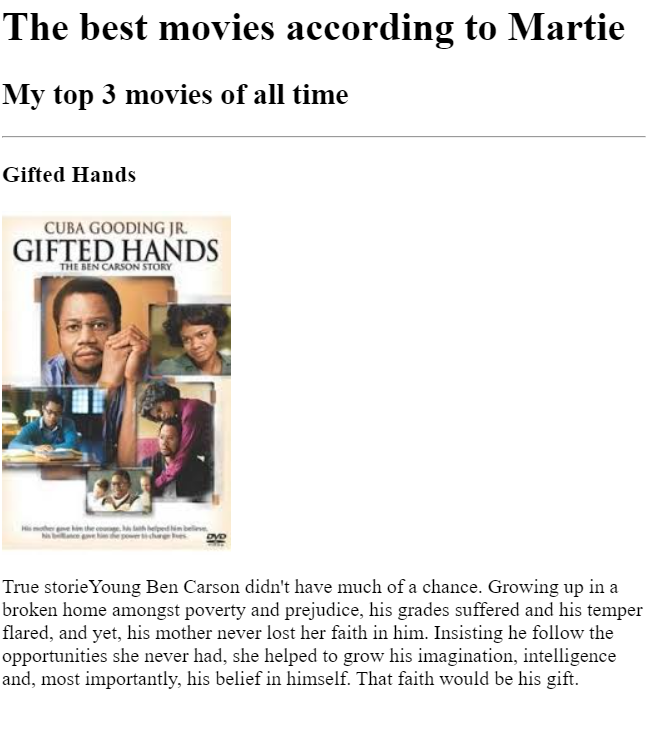 The best movies according to Martie
My top 3 movies of all time
Gifted Hands
CUBA GOODING JR.
GIFTED HANDS
THE BEN CARSON STORY
His mother gave him the courage, his faith helped him believe,
his brilliance gave him the power to change lives.
DVD
True storieYoung Ben Carson didn't have much of a chance. Growing up in a
broken home amongst poverty and prejudice, his grades suffered and his temper
flared, and yet, his mother never lost her faith in him. Insisting he follow the
opportunities she never had, she helped to grow his imagination, intelligence
and, most importantly, his belief in himself. That faith would be his gift.